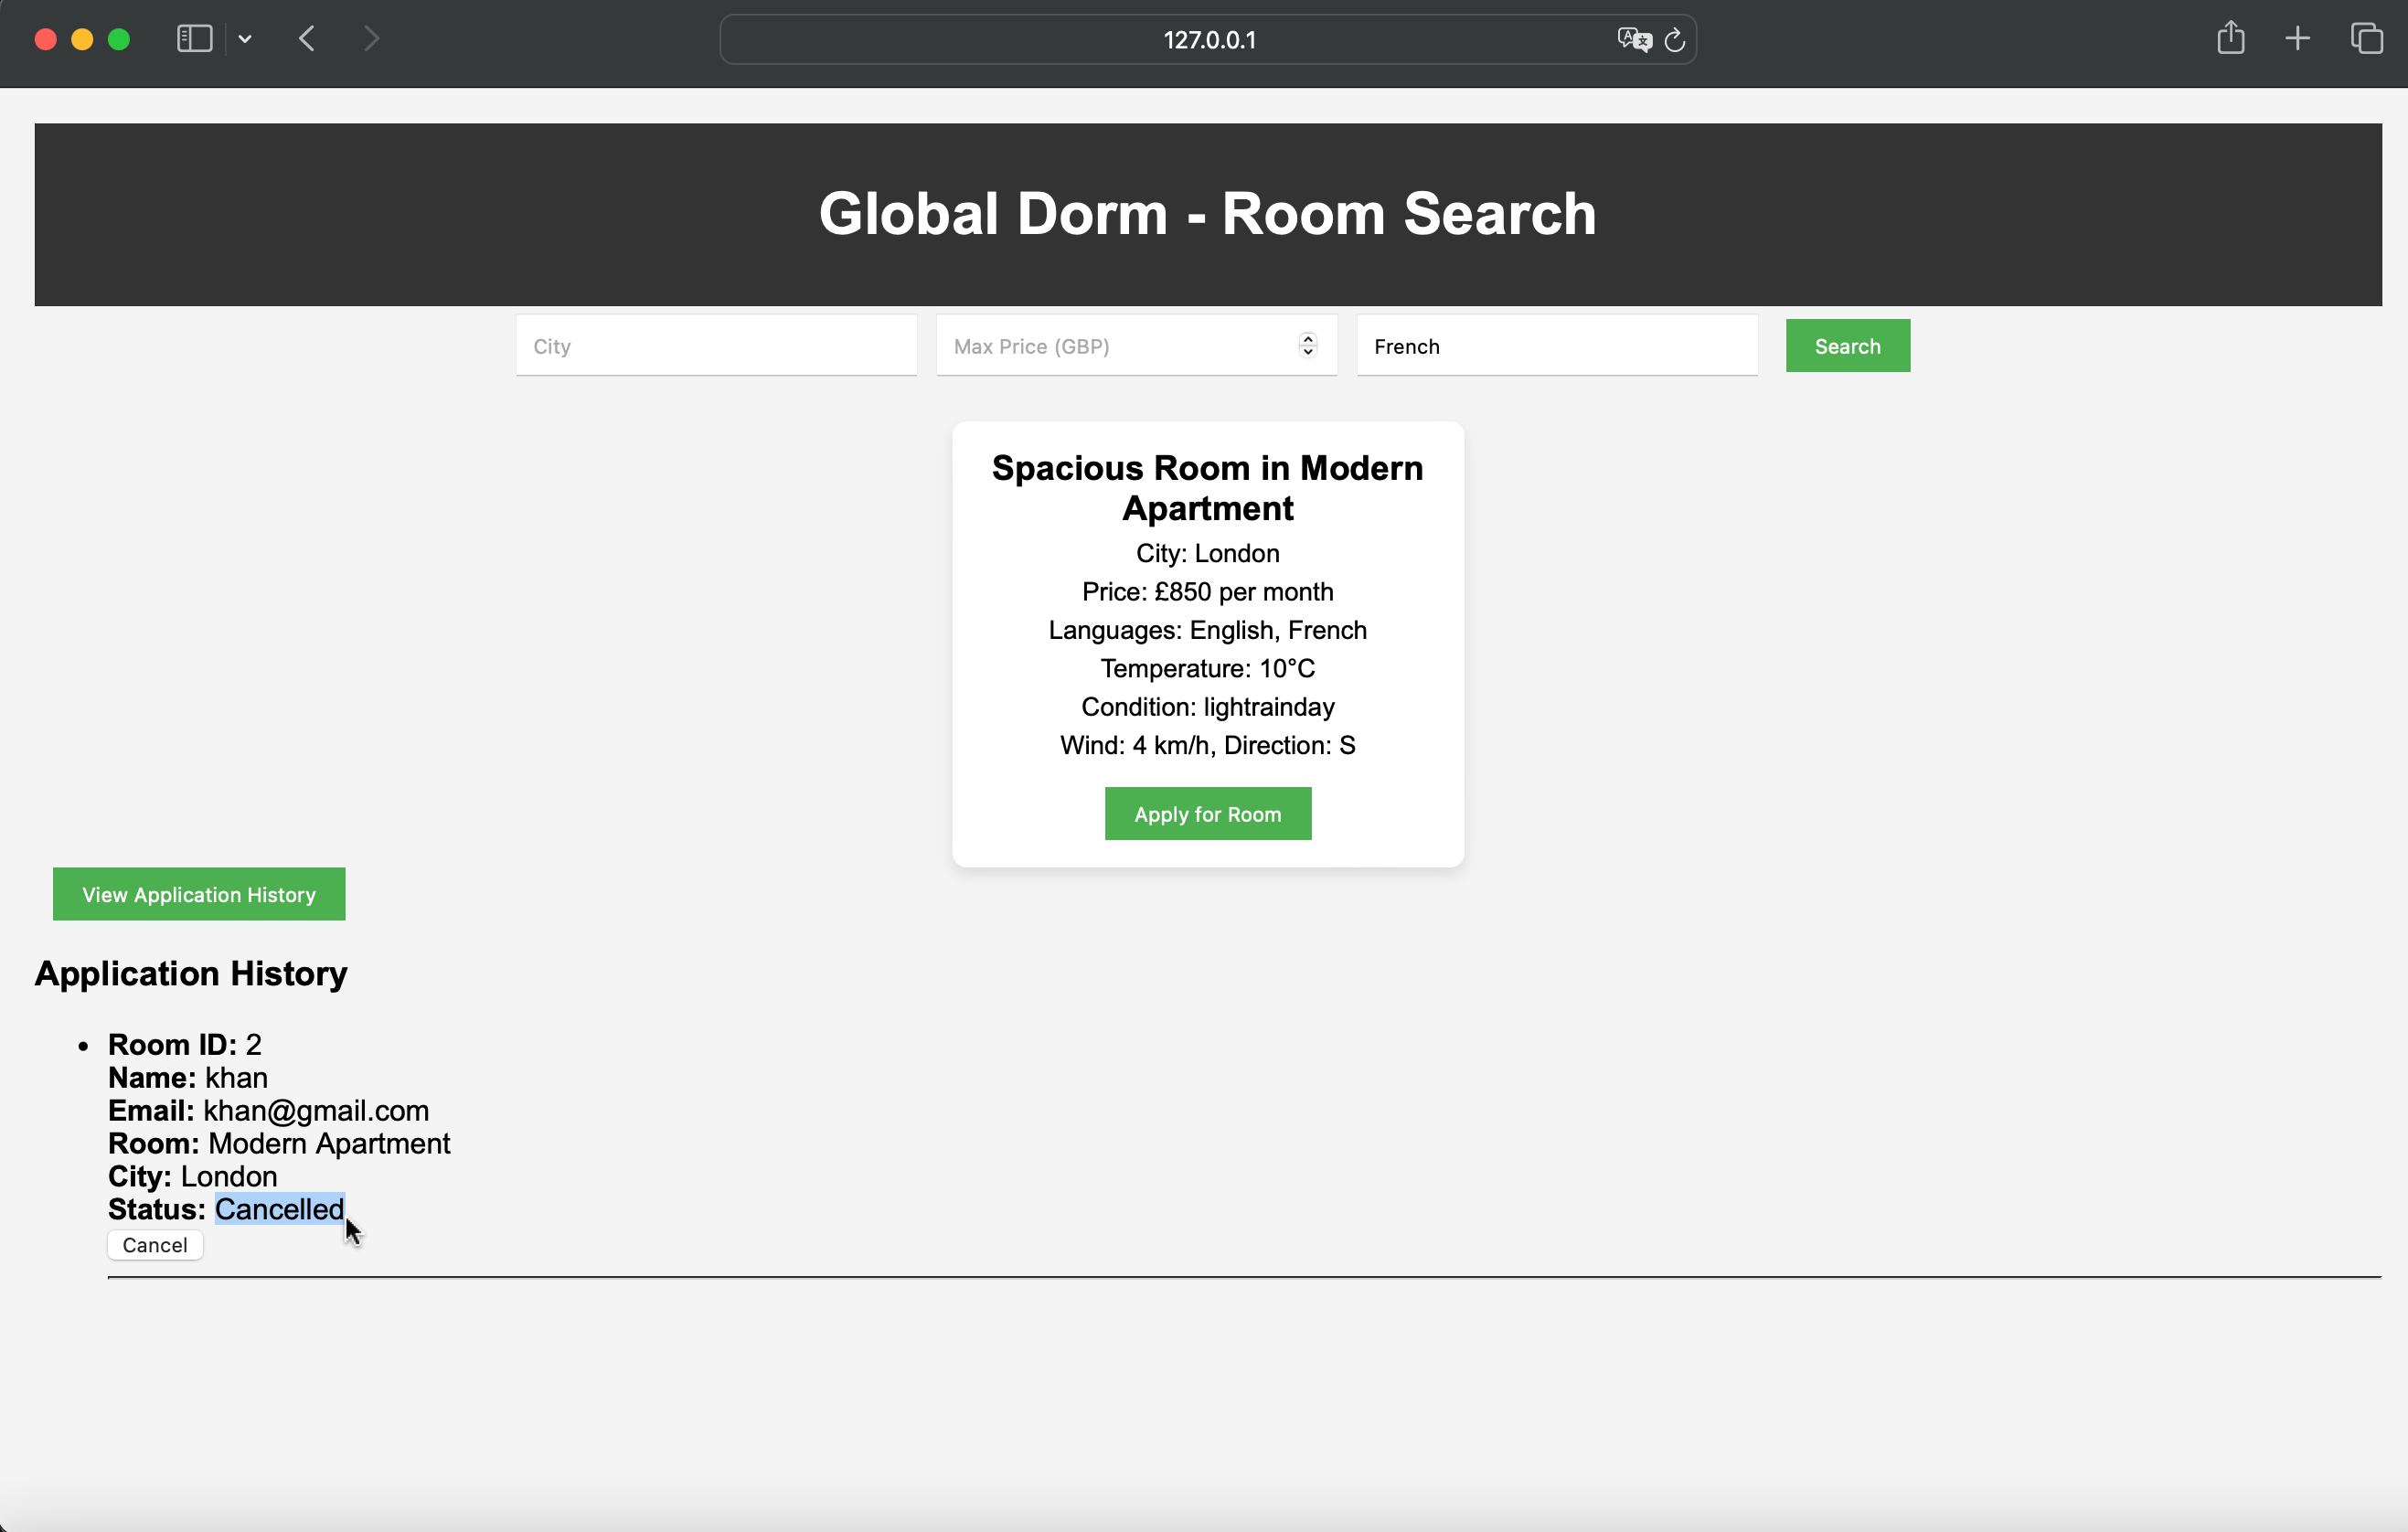 127.0.0.1
Global Dorm - Room Search
City
Max Price (GBP)
French
Search
Spacious Room in Modern
Apartment
City: London
Price: £850 per month
Languages: English, French
Temperature: 10°C
Condition: lightrainday
Wind: 4 km/h, Direction: S
Apply for Room
View Application History
Application History
Room ID: 2
Name: khan
Email: khan@gmail.com
Room: Modern Apartment
City: London
Status: Cancelled
Cancel